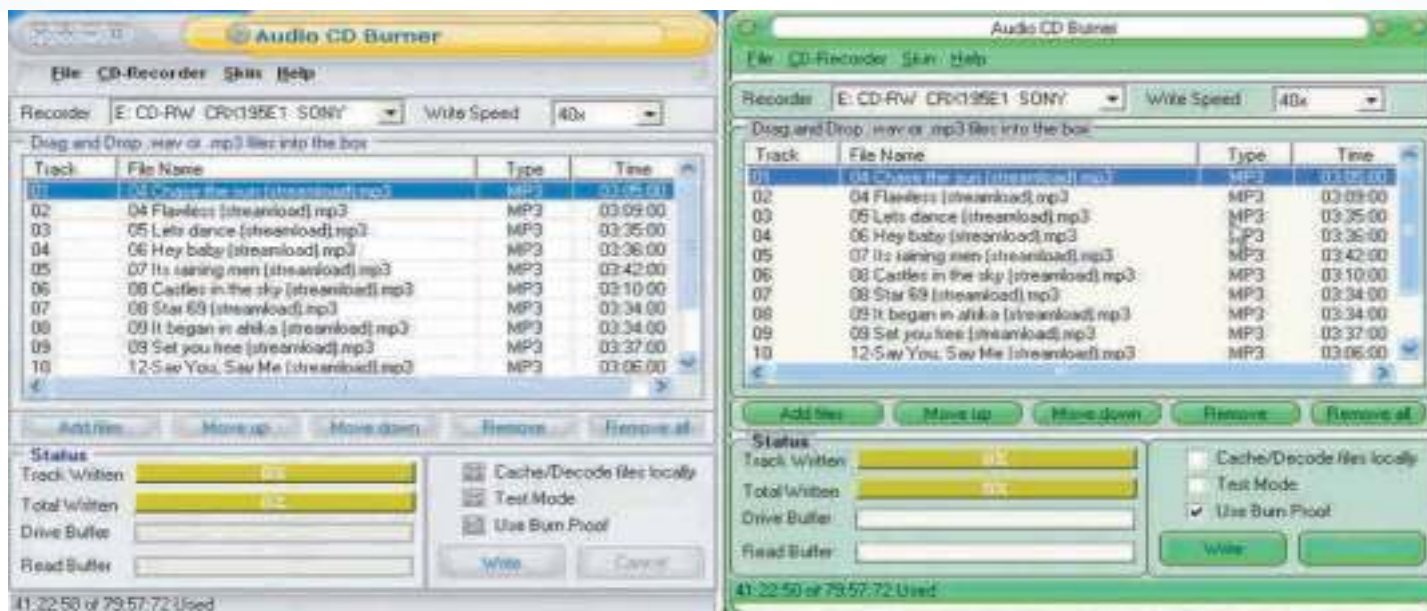 Audio CD Burner
File CD-Recorder Skin Help
Recorder E: CD-RW CRX195E1 SONY Write Speed 40x
Drag and Drop .wav or .mp3 files into the box
Track File Name Type Time
01 04 Chase the sun (streamload).mp3 MP3 03:05:00
02 04 Flawless (streamload).mp3 MP3 03:09:00
03 05 Lets dance (streamload).mp3 MP3 03:35:00
04 06 Hey baby (streamload).mp3 MP3 03:36:00
05 07 Its raining men (streamload).mp3 MP3 03:42:00
06 08 Castles in the sky (streamload).mp3 MP3 03:10:00
07 08 Star 69 (streamload).mp3 MP3 03:34:00
08 09 It began in afrika (streamload).mp3 MP3 03:34:00
09 09 Set you free (streamload).mp3 MP3 03:37:00
10 12-Say You, Say Me (streamload).mp3 MP3 03:06:00
Add files Move up Move down Remove Remove all
Status
Track Written 0%
Total Written 0%
Drive Buffer
Read Buffer
Cache/Decode files locally
Test Mode
Use Burn Proof
Write Cancel
41:22:50 of 79:57:72 Used
Audio CD Burner
File CD-Recorder Skin Help
Recorder E: CD-RW CRX195E1 SONY Write Speed 40x
Drag and Drop .wav or .mp3 files into the box
Track File Name Type Time
01 04 Chase the sun (streamload).mp3 MP3 03:05:00
02 04 Flawless (streamload).mp3 MP3 03:09:00
03 05 Lets dance (streamload).mp3 MP3 03:35:00
04 06 Hey baby (streamload).mp3 MP3 03:36:00
05 07 Its raining men (streamload).mp3 MP3 03:42:00
06 08 Castles in the sky (streamload).mp3 MP3 03:10:00
07 08 Star 69 (streamload).mp3 MP3 03:34:00
08 09 It began in afrika (streamload).mp3 MP3 03:34:00
09 09 Set you free (streamload).mp3 MP3 03:37:00
10 12-Say You, Say Me (streamload).mp3 MP3 03:06:00
Add files Move up Move down Remove Remove all
Status
Track Written 0%
Total Written 0%
Drive Buffer
Read Buffer
Cache/Decode files locally
Test Mode
Use Burn Proof
Write
41:22:50 of 79:57:72 Used